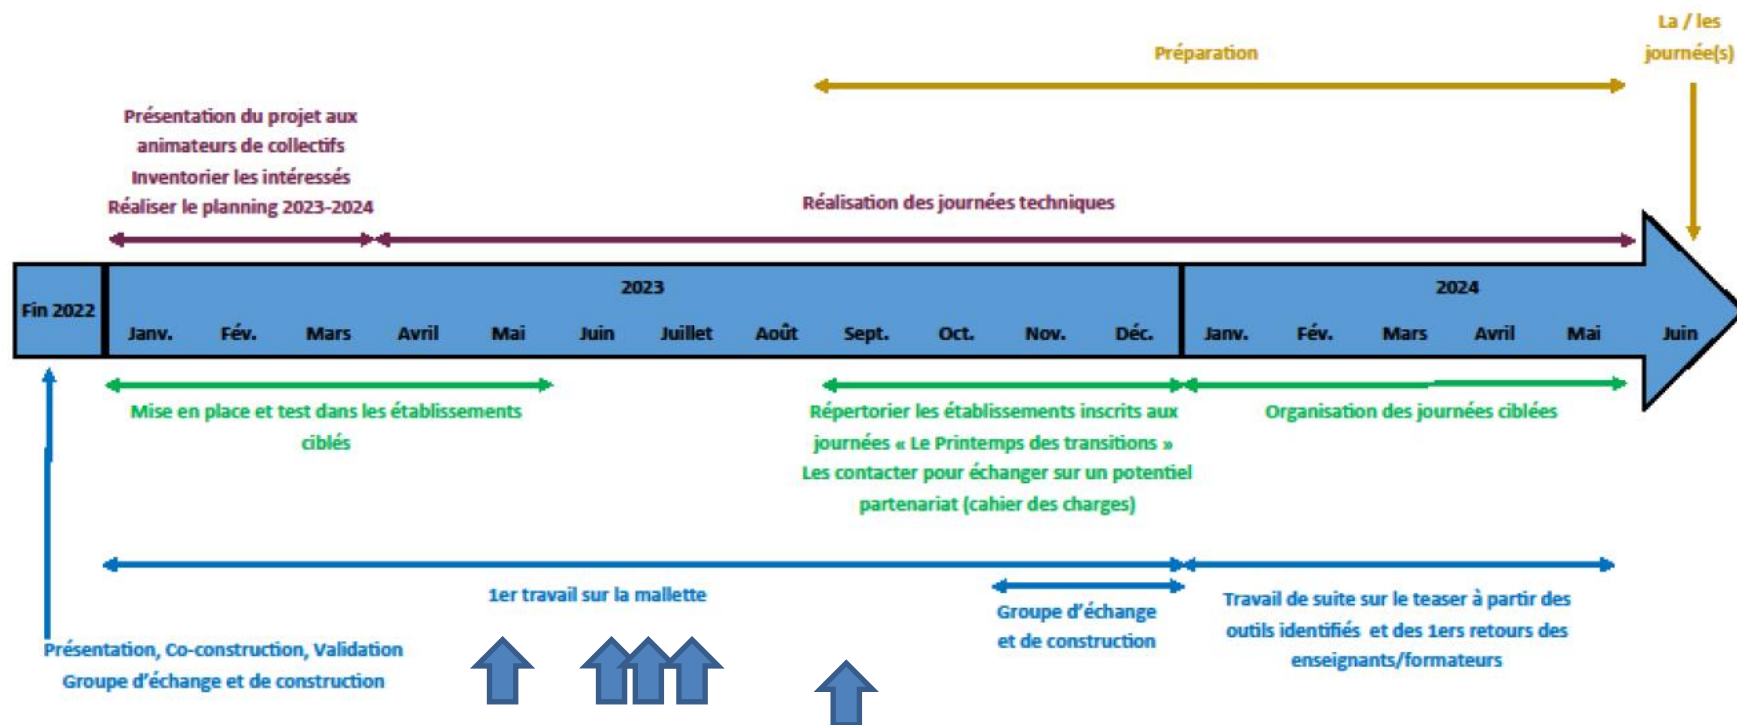 La / les
journée(s)
Préparation
Présentation du projet aux
animateurs de collectifs
Inventorier les intéressés
Réaliser le planning 2023-2024
Réalisation des journées techniques
Fin 2022
2023
2024
Janv. Fév. Mars Avril Mai Juin Juillet Août Sept. Oct. Nov. Déc. Janv. Fév. Mars Avril Mai Juin
Mise en place et test dans les établissements
ciblés
Répertorier les établissements inscrits aux
journées « Le Printemps des transitions »
Les contacter pour échanger sur un potentiel
partenariat (cahier des charges)
Organisation des journées ciblées
1er travail sur la mallette
Groupe d'échange
et de construction
Travail de suite sur le teaser à partir des
outils identifiés et des 1ers retours des
enseignants/formateurs
Présentation, Co-construction, Validation
Groupe d'échange et de construction